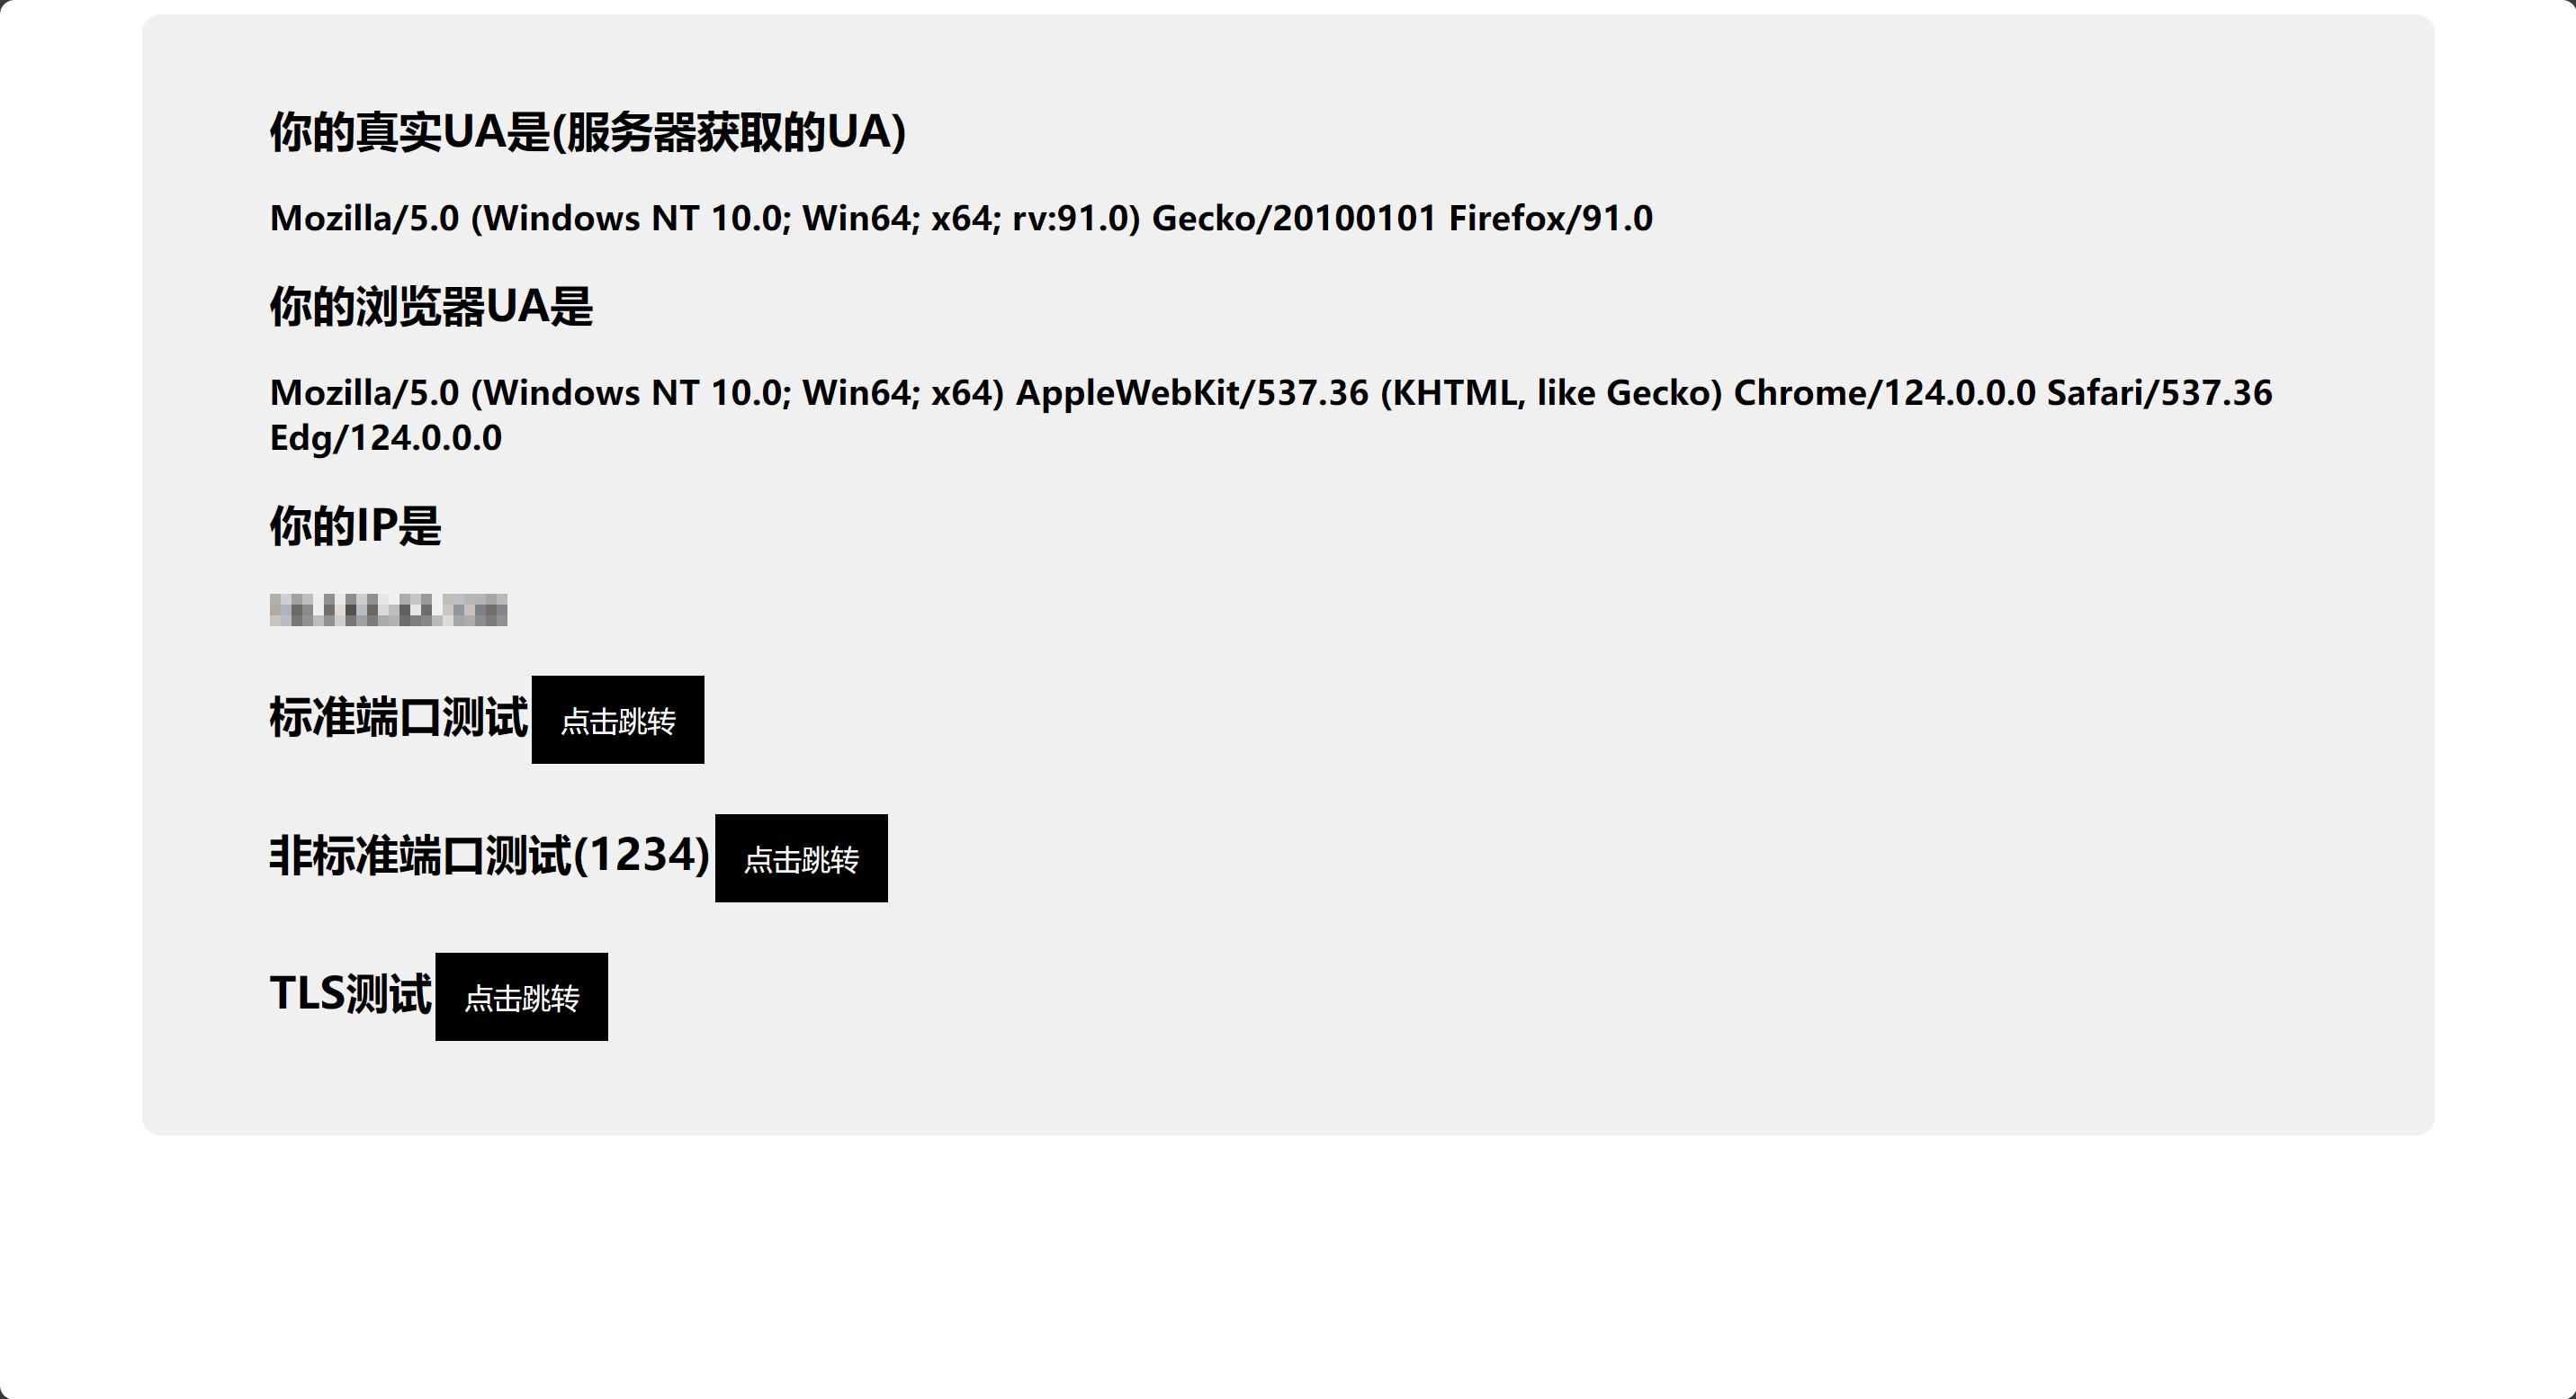 你的真实UA是(服务器获取的UA)
Mozilla/5.0 (Windows NT 10.0; Win64; x64; rv:91.0) Gecko/20100101 Firefox/91.0
你的浏览器UA是
Mozilla/5.0 (Windows NT 10.0; Win64; x64) AppleWebKit/537.36 (KHTML, like Gecko) Chrome/124.0.0.0 Safari/537.36
Edg/124.0.0.0
你的IP是
标准端口测试 点击跳转
非标准端口测试(1234) 点击跳转
TLS测试 点击跳转